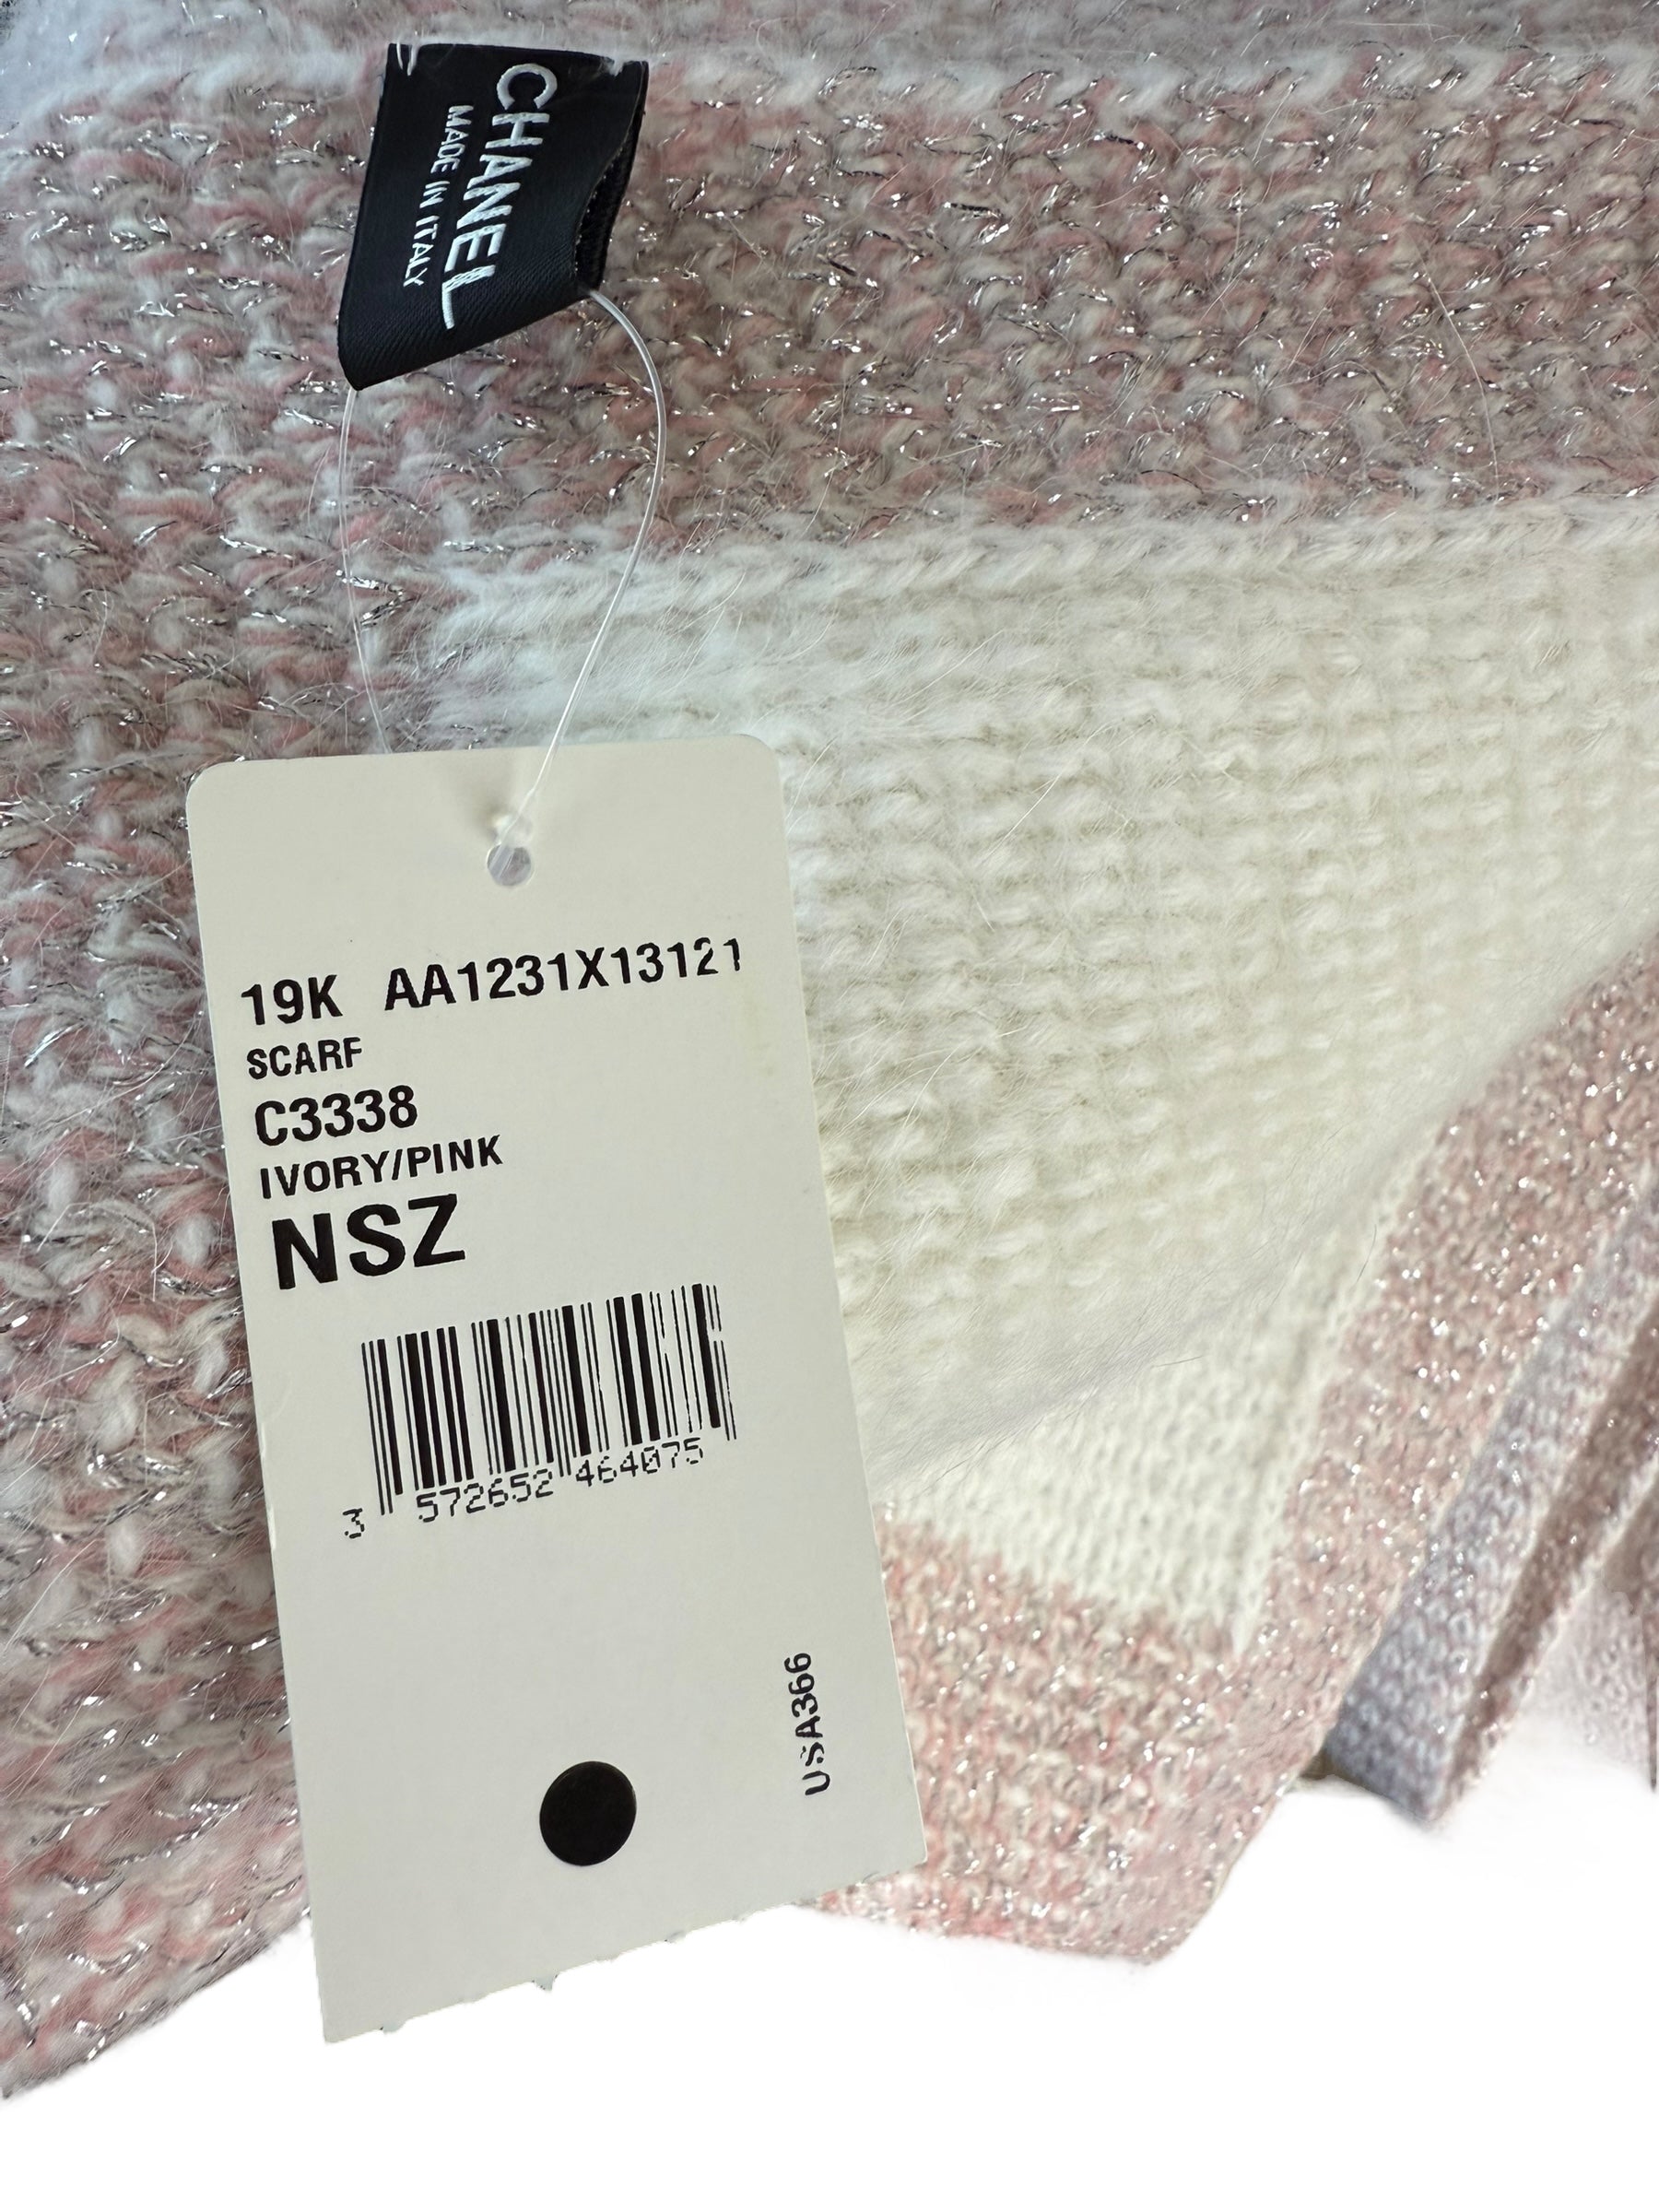 CHANEL
MADE IN ITALY
19K AA1231X13121
SCARF
C3338
IVORY/PINK
NSZ
3 572652 464075
USA366